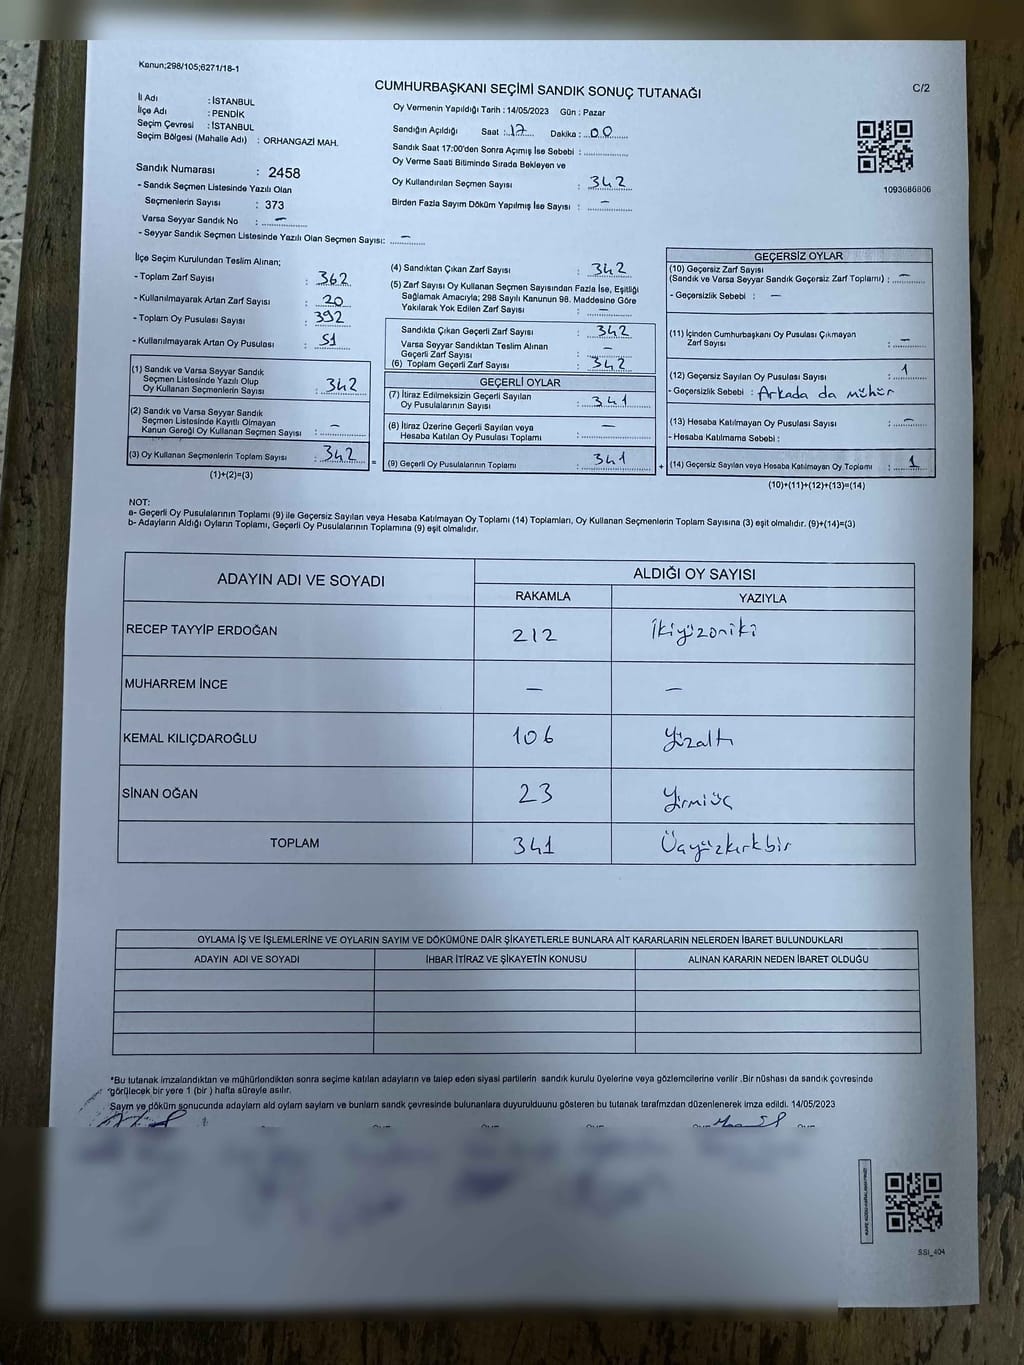 Kanun;298/105;6271/18-1
CUMHURBAŞKANI SEÇİMİ SANDIK SONUÇ TUTANAĞI
C/2
İl Adı : İSTANBUL
İlçe Adı : PENDİK
Seçim Çevresi : İSTANBUL
Seçim Bölgesi (Mahalle Adı) : ORHANGAZİ MAH.
Oy Vermenin Yapıldığı Tarih : 14/05/2023 Gün : Pazar
Sandığın Açıldığı Saat : 17 Dakika : 00
Sandık Saat 17:00'den Sonra Açımış İse Sebebi :
Oy Verme Saati Bitiminde Sırada Bekleyen ve
Oy Kullandırılan Seçmen Sayısı : 342
Birden Fazla Sayım Döküm Yapılmış İse Sayısı : –
1093686806
Sandık Numarası : 2458
- Sandık Seçmen Listesinde Yazılı Olan
Seçmenlerin Sayısı : 373
Varsa Seyyar Sandık No : –
- Seyyar Sandık Seçmen Listesinde Yazılı Olan Seçmen Sayısı: –
İlçe Seçim Kurulundan Teslim Alınan;
- Toplam Zarf Sayısı : 362
- Kullanılmayarak Artan Zarf Sayısı : 20
- Toplam Oy Pusulası Sayısı : 392
- Kullanılmayarak Artan Oy Pusulası : 51
(1) Sandık ve Varsa Seyyar Sandık
Seçmen Listesinde Yazılı Olup
Oy Kullanan Seçmenlerin Sayısı : 342
(2) Sandık ve Varsa Seyyar Sandık
Seçmen Listesinde Kayıtlı Olmayan
Kanun Gereği Oy Kullanan Seçmen Sayısı : –
(3) Oy Kullanan Seçmenlerin Toplam Sayısı : 342
(1)+(2)=(3)
(4) Sandıktan Çıkan Zarf Sayısı : 342
(5) Zarf Sayısı Oy Kullanan Seçmen Sayısından Fazla İse, Eşitliği
Sağlamak Amacıyla; 298 Sayılı Kanunun 98. Maddesine Göre
Yakılarak Yok Edilen Zarf Sayısı : –
Sandıkta Çıkan Geçerli Zarf Sayısı : 342
Varsa Seyyar Sandıktan Teslim Alınan
Geçerli Zarf Sayısı : –
(6) Toplam Geçerli Zarf Sayısı : 342
GEÇERLİ OYLAR
(7) İtiraz Edilmeksizin Geçerli Sayılan
Oy Pusulalarının Sayısı : 341
(8) İtiraz Üzerine Geçerli Sayılan veya
Hesaba Katılan Oy Pusulası Toplamı : –
= (9) Geçerli Oy Pusulalarının Toplamı : 341
GEÇERSİZ OYLAR
(10) Geçersiz Zarf Sayısı
(Sandık ve Varsa Seyyar Sandık Geçersiz Zarf Toplamı) : –
- Geçersizlik Sebebi : –
(11) İçinden Cumhurbaşkanı Oy Pusulası Çıkmayan
Zarf Sayısı : –
(12) Geçersiz Sayılan Oy Pusulası Sayısı : 1
- Geçersizlik Sebebi : Arkada da mühür
(13) Hesaba Katılmayan Oy Pusulası Sayısı : –
- Hesaba Katılmama Sebebi :
+ (14) Geçersiz Sayılan veya Hesaba Katılmayan Oy Toplamı : 1
(10)+(11)+(12)+(13)=(14)
NOT:
a- Geçerli Oy Pusulalarının Toplamı (9) ile Geçersiz Sayılan veya Hesaba Katılmayan Oy Toplamı (14) Toplamları, Oy Kullanan Seçmenlerin Toplam Sayısına (3) eşit olmalıdır. (9)+(14)=(3)
b- Adayların Aldığı Oyların Toplamı, Geçerli Oy Pusulalarının Toplamına (9) eşit olmalıdır.
ADAYIN ADI VE SOYADI
ALDIĞI OY SAYISI
RAKAMLA YAZIYLA
RECEP TAYYİP ERDOĞAN 212 İkiyüzoniki
MUHARREM İNCE – –
KEMAL KILIÇDAROĞLU 106 Yüzaltı
SİNAN OĞAN 23 Yirmiüç
TOPLAM 341 Üçyüzkırkbir
OYLAMA İŞ VE İŞLEMLERİNE VE OYLARIN SAYIM VE DÖKÜMÜNE DAİR ŞİKAYETLERLE BUNLARA AİT KARARLARIN NELERDEN İBARET BULUNDUKLARI
ADAYIN ADI VE SOYADI İHBAR İTİRAZ VE ŞİKAYETİN KONUSU ALINAN KARARIN NEDEN İBARET OLDUĞU
*Bu tutanak imzalandıktan ve mühürlendikten sonra seçime katılan adayların ve talep eden siyasi partilerin sandık kurulu üyelerine veya gözlemcilerine verilir .Bir nüshası da sandık çevresinde
*görülecek bir yere 1 (bir ) hafta süreyle asılır.
Sayım ve döküm sonucunda adayların ald oyların sayların ve bunların sandk çevresinde bulunanlara duyurulduunu gösteren bu tutanak tarafmzdan düzenlenerek imza edildi. 14/05/2023
SSI_404